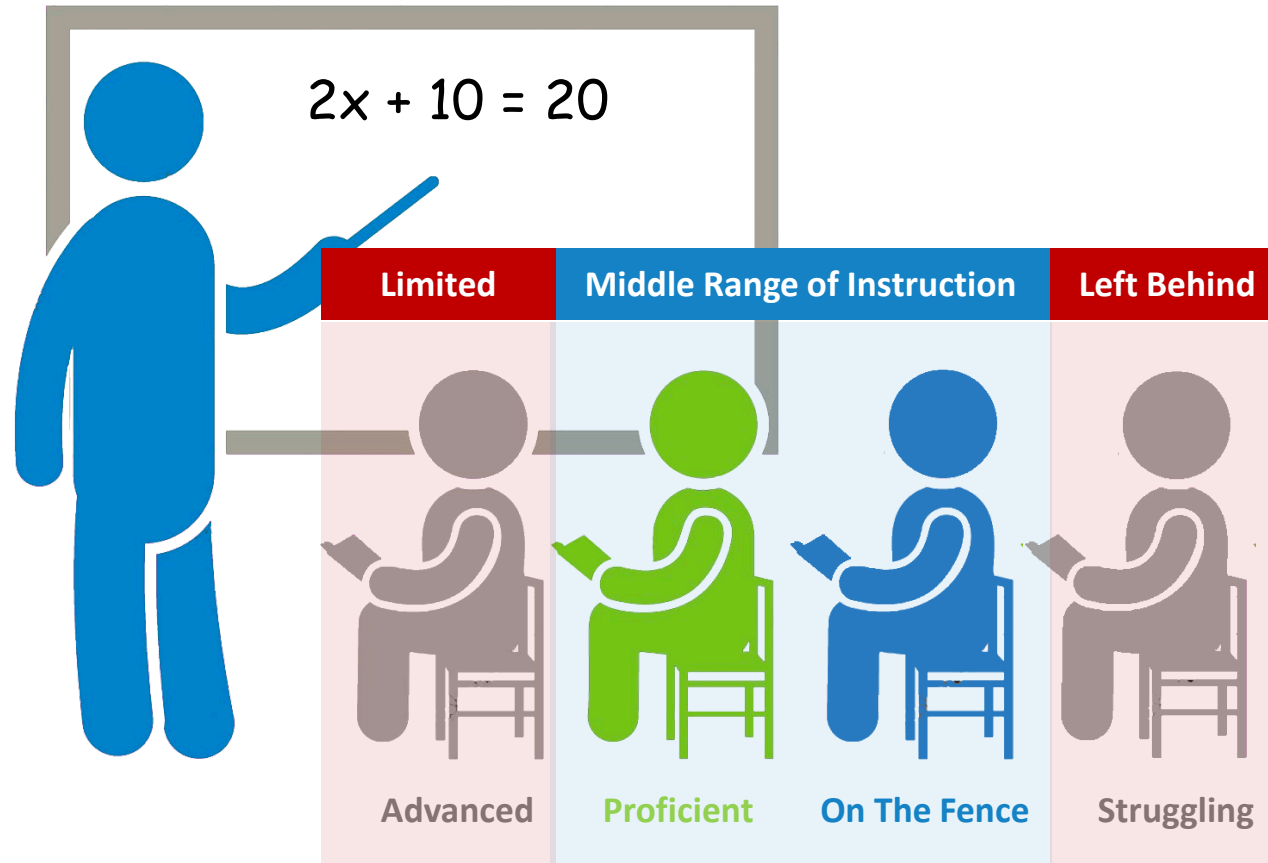 2x + 10 = 20
Limited Middle Range of Instruction Left Behind
Advanced Proficient On The Fence Struggling